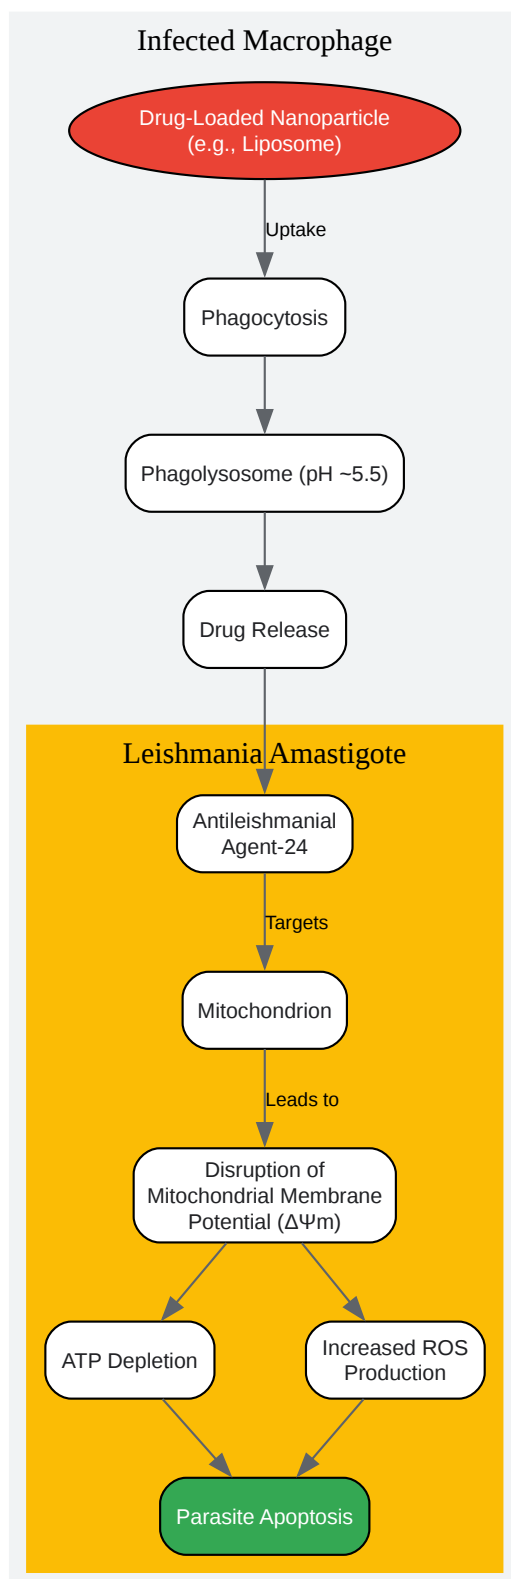 Infected Macrophage
Drug-Loaded Nanoparticle
(e.g., Liposome)
Uptake
Phagocytosis
Phagolysosome (pH ~5.5)
Drug Release
Leishmania Amastigote
Antileishmanial
Agent-24
Targets
Mitochondrion
Leads to
Disruption of
Mitochondrial Membrane
Potential (ΔΨm)
ATP Depletion
Increased ROS
Production
Parasite Apoptosis